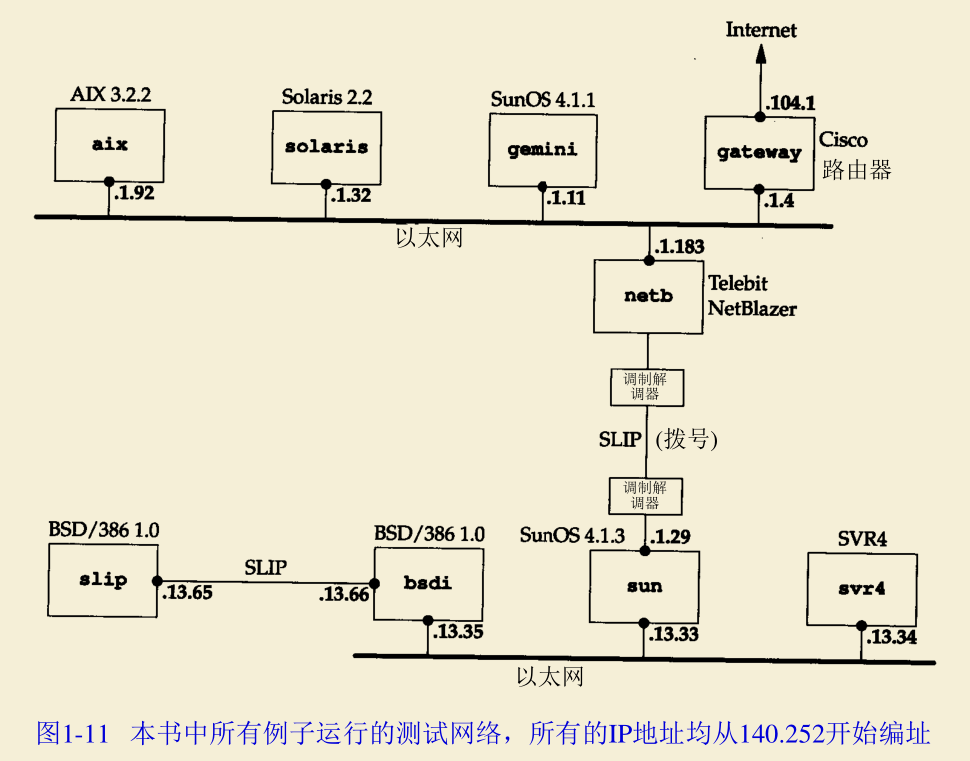 Internet
AIX 3.2.2
Solaris 2.2
SunOS 4.1.1
.104.1
aix
solaris
gemini
gateway
Cisco
路由器
.1.92
.1.32
.1.11
.1.4
以太网
.1.183
netb
Telebit
NetBlazer
调制解
调器
SLIP (拨号)
调制解
调器
BSD/386 1.0
BSD/386 1.0
SunOS 4.1.3
.1.29
SVR4
slip
SLIP
bsdi
sun
svr4
.13.65
.13.66
.13.35
.13.33
.13.34
以太网
图1-11 本书中所有例子运行的测试网络，所有的IP地址均从140.252开始编址